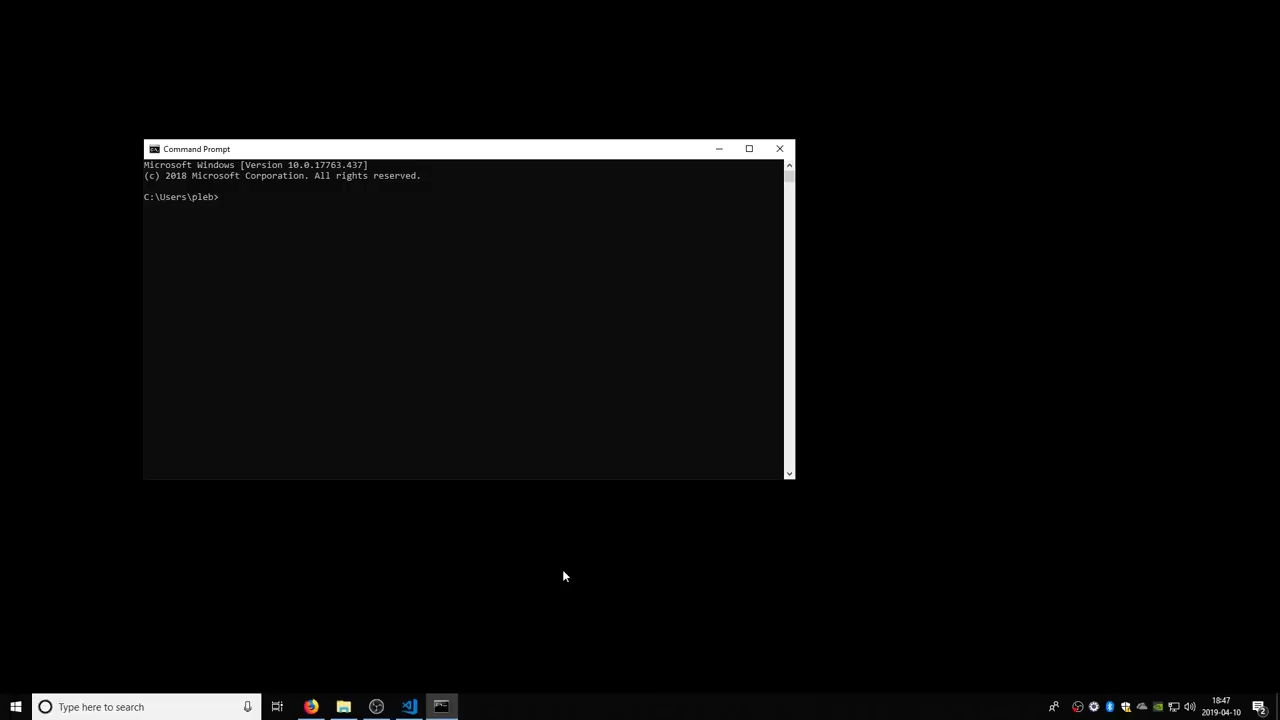 Command Prompt
Microsoft Windows [Version 10.0.17763.437]
(c) 2018 Microsoft Corporation. All rights reserved.
C:\Users\pleb>
Type here to search
18:47
2019-04-10
2